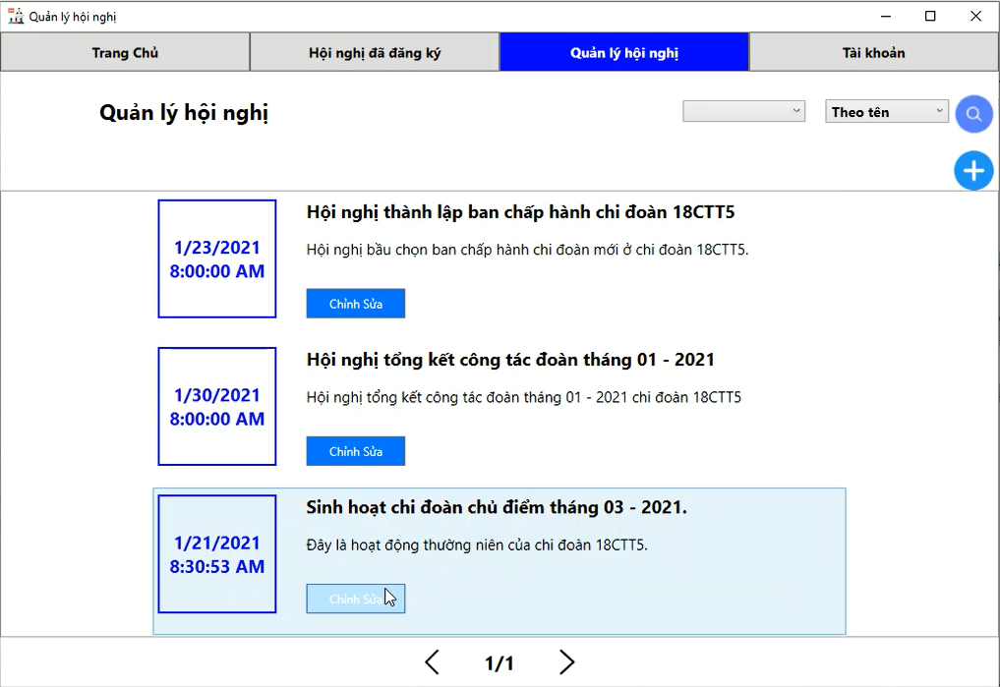 Quản lý hội nghị
Trang Chủ
Hội nghị đã đăng ký
Quản lý hội nghị
Tài khoản
Quản lý hội nghị
Theo tên
1/23/2021
8:00:00 AM
Hội nghị thành lập ban chấp hành chi đoàn 18CTT5
Hội nghị bầu chọn ban chấp hành chi đoàn mới ở chi đoàn 18CTT5.
Chỉnh Sửa
1/30/2021
8:00:00 AM
Hội nghị tổng kết công tác đoàn tháng 01 - 2021
Hội nghị tổng kết công tác đoàn tháng 01 - 2021 chi đoàn 18CTT5
Chỉnh Sửa
1/21/2021
8:30:53 AM
Sinh hoạt chi đoàn chủ điểm tháng 03 - 2021.
Đây là hoạt động thường niên của chi đoàn 18CTT5.
Chỉnh Sửa
1/1